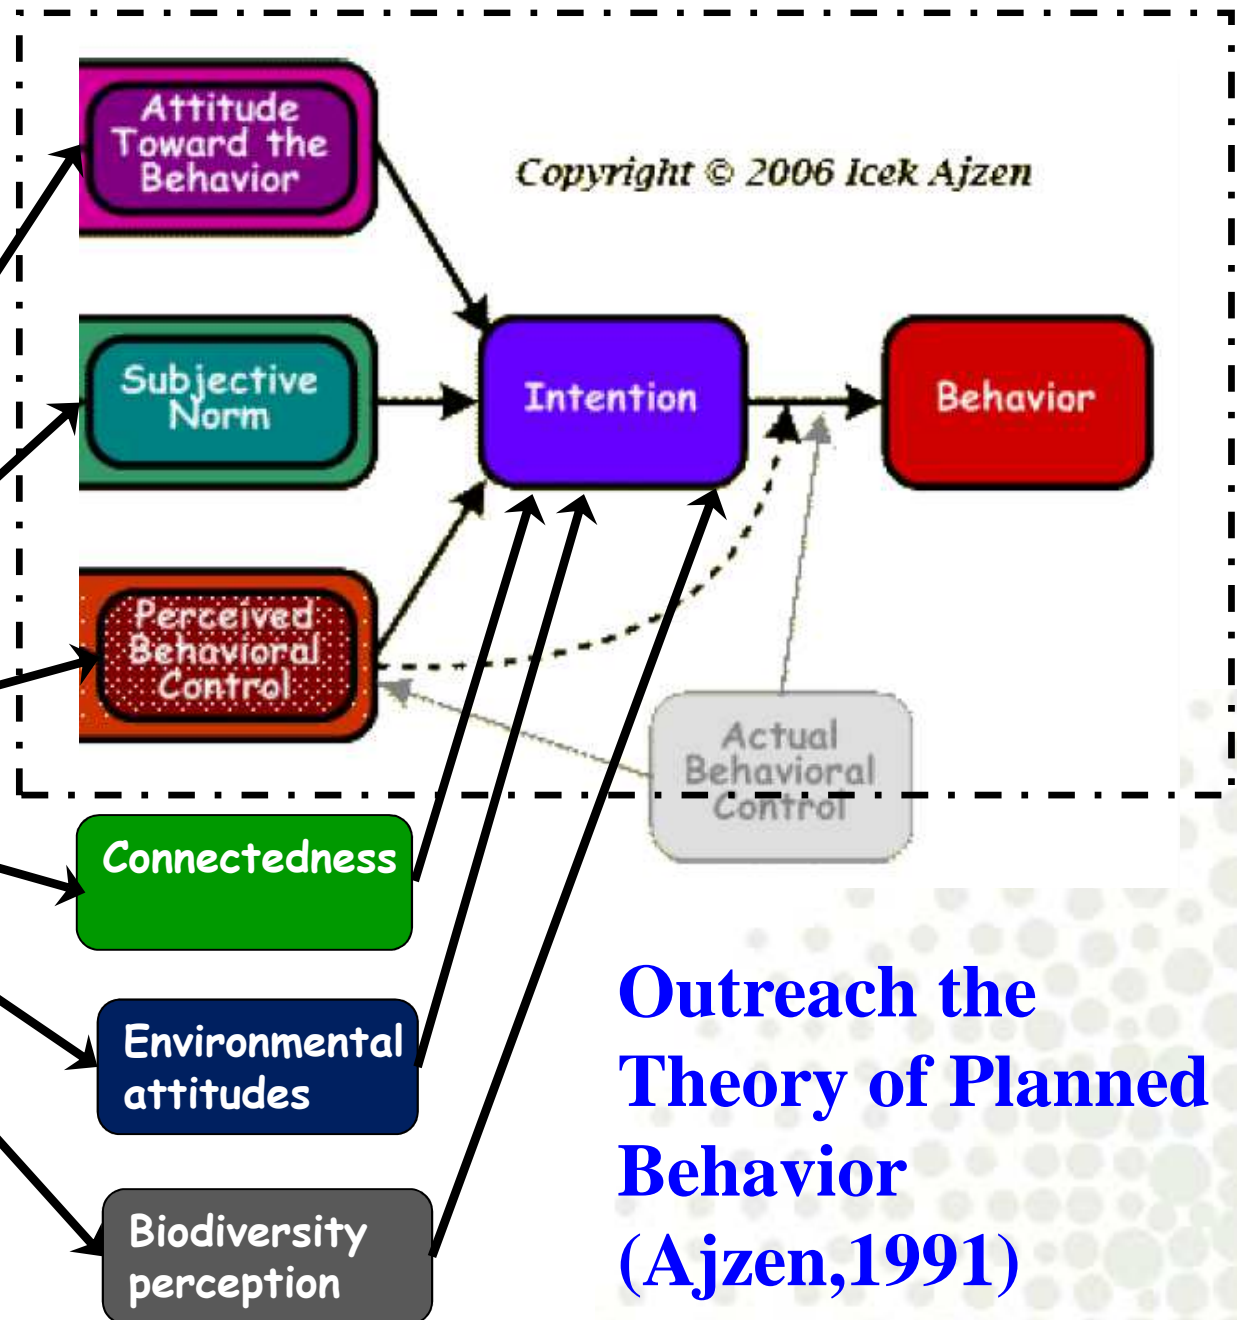 Attitude
Toward the
Behavior
Copyright © 2006 Icek Ajzen
Subjective
Norm
Intention
Behavior
Perceived
Behavioral
Control
Actual
Behavioral
Control
Connectedness
Environmental
attitudes
Biodiversity
perception
Outreach the
Theory of Planned
Behavior
(Ajzen,1991)